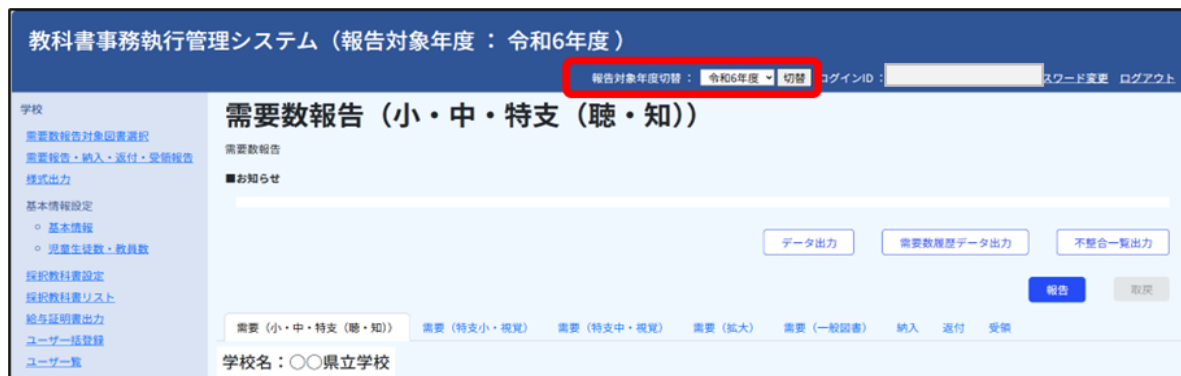 教科書事務執行管理システム（報告対象年度 ： 令和6年度 ）
報告対象年度切替： 令和6年度 切替 ログインID： スワード変更 ログアウト
学校
需要数報告対象図書選択
需要報告・納入・返付・受領報告
様式出力
基本情報設定
基本情報
児童生徒数・教員数
採択教科書設定
採択教科書リスト
給与証明書出力
ユーザ一括登録
ユーザ一覧
需要数報告（小・中・特支（聴・知））
需要数報告
■お知らせ
データ出力 需要数履歴データ出力 不整合一覧出力
報告 取戻
需要（小・中・特支（聴・知）） 需要（特支小・視覚） 需要（特支中・視覚） 需要（拡大） 需要（一般図書） 納入 返付 受領
学校名：○○県立学校